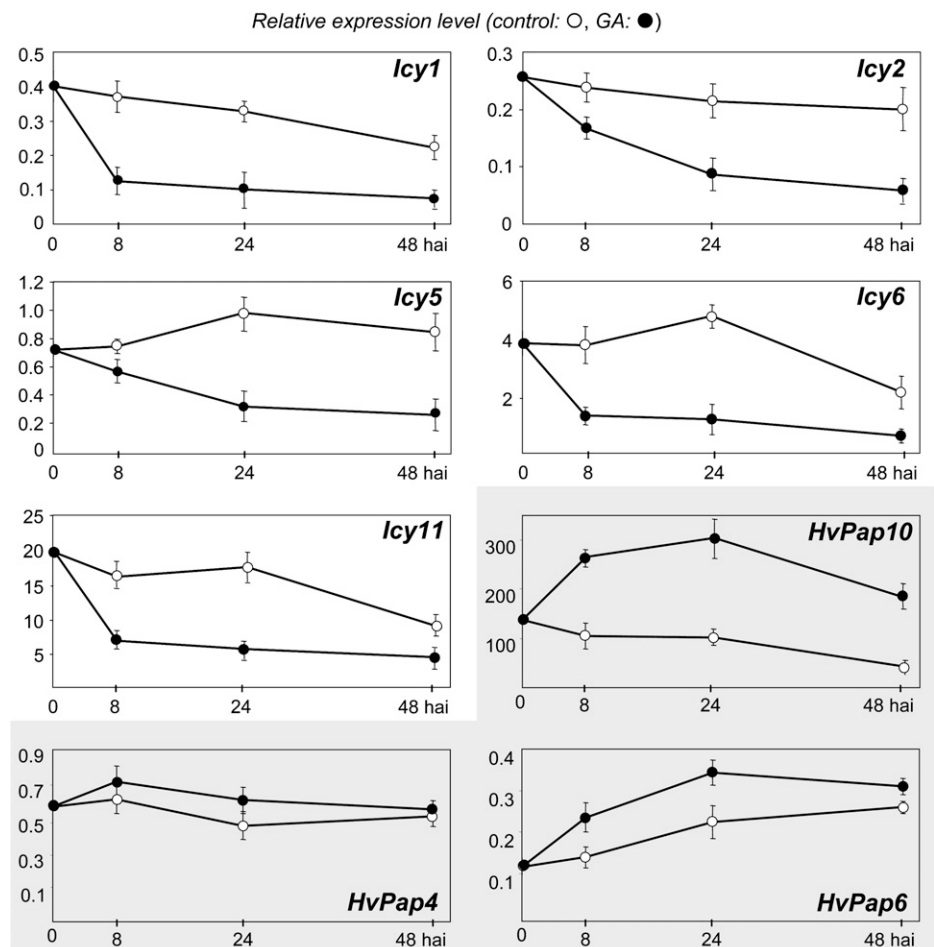 Relative expression level (control: ○, GA: ●)
Icy1
0.5
0.4
0.3
0.2
0.1
0
0 8 24 48 hai
Icy2
0.3
0.2
0.1
0
0 8 24 48 hai
Icy5
1.2
1.0
0.8
0.6
0.4
0.2
0
0 8 24 48 hai
Icy6
6
4
2
0 8 24 48 hai
Icy11
25
20
15
10
5
0 8 24 48 hai
HvPap10
300
200
100
0 8 24 48 hai
0.9
0.7
0.5
0.3
0.1
HvPap4
0 8 24 48 hai
0.4
0.3
0.2
0.1
HvPap6
0 8 24 48 hai